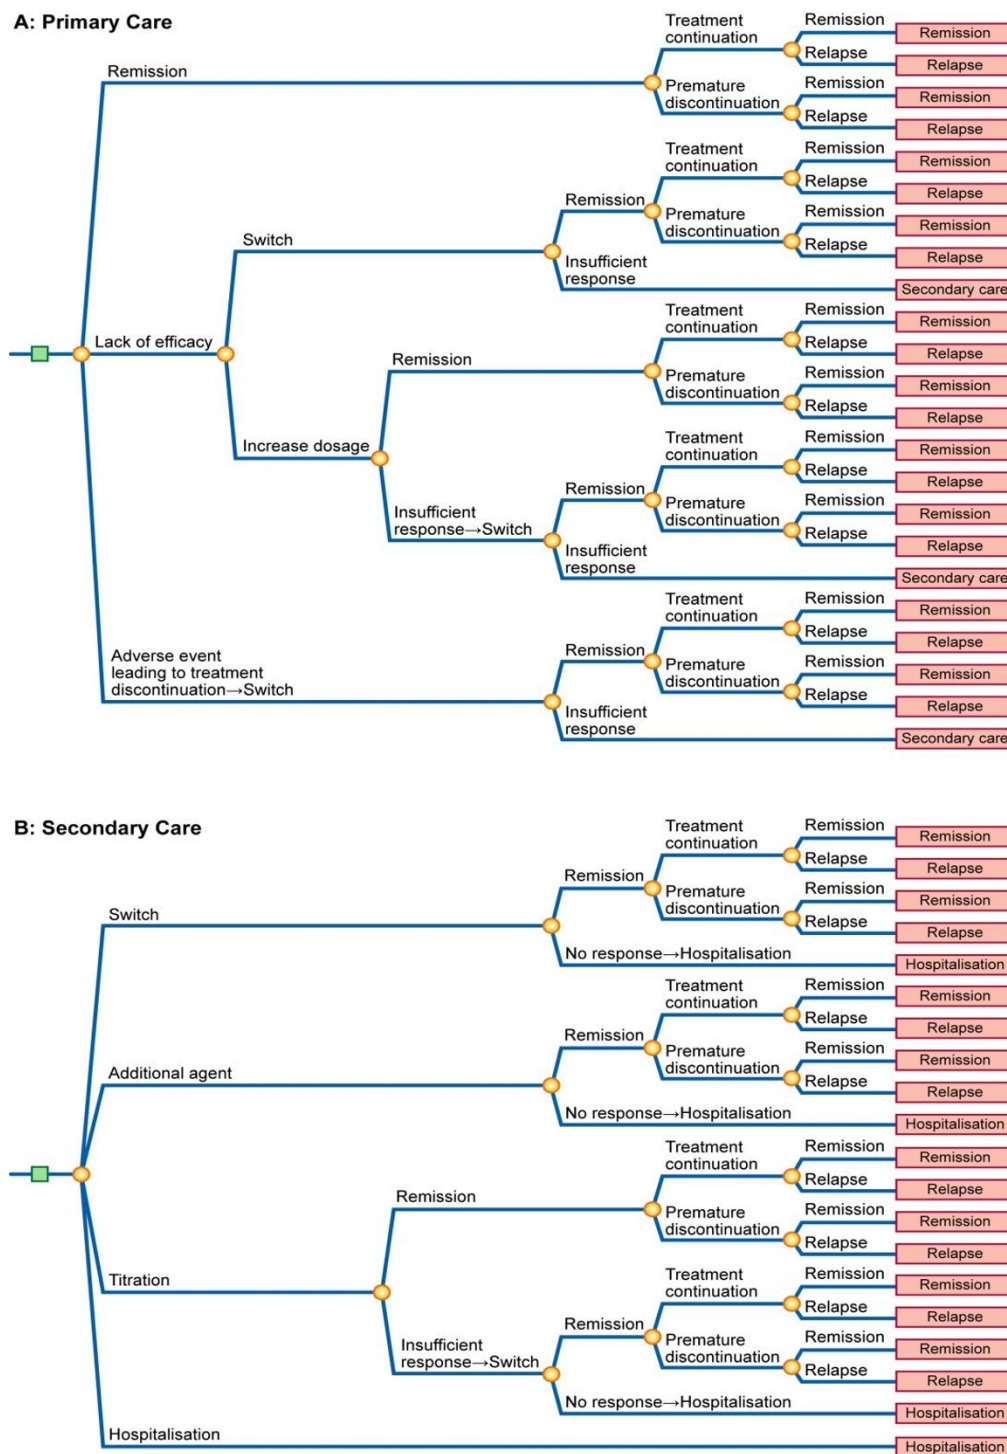 A: Primary Care
Remission
Treatment
continuation
Remission
Remission
Relapse
Relapse
Premature
discontinuation
Remission
Remission
Relapse
Relapse
Lack of efficacy
Switch
Remission
Treatment
continuation
Remission
Remission
Relapse
Relapse
Premature
discontinuation
Remission
Remission
Relapse
Relapse
Insufficient
response
Secondary care
Increase dosage
Remission
Treatment
continuation
Remission
Remission
Relapse
Relapse
Premature
discontinuation
Remission
Remission
Relapse
Relapse
Insufficient
response→Switch
Remission
Treatment
continuation
Remission
Remission
Relapse
Relapse
Premature
discontinuation
Remission
Remission
Relapse
Relapse
Insufficient
response
Secondary care
Adverse event
leading to treatment
discontinuation→Switch
Remission
Treatment
continuation
Remission
Remission
Relapse
Relapse
Premature
discontinuation
Remission
Remission
Relapse
Relapse
Insufficient
response
Secondary care
B: Secondary Care
Switch
Remission
Treatment
continuation
Remission
Remission
Relapse
Relapse
Premature
discontinuation
Remission
Remission
Relapse
Relapse
No response→Hospitalisation
Hospitalisation
Additional agent
Remission
Treatment
continuation
Remission
Remission
Relapse
Relapse
Premature
discontinuation
Remission
Remission
Relapse
Relapse
No response→Hospitalisation
Hospitalisation
Titration
Remission
Treatment
continuation
Remission
Remission
Relapse
Relapse
Premature
discontinuation
Remission
Remission
Relapse
Relapse
Insufficient
response→Switch
Remission
Treatment
continuation
Remission
Remission
Relapse
Relapse
Premature
discontinuation
Remission
Remission
Relapse
Relapse
No response→Hospitalisation
Hospitalisation
Hospitalisation
Hospitalisation